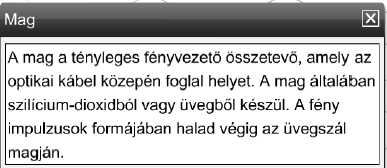 Mag
A mag a tényleges fényvezető összetevő, amely az
optikai kábel közepén foglal helyet. A mag általában
szilícium-dioxidból vagy üvegből készül. A fény
impulzusok formájában halad végig az üvegszál
magján.